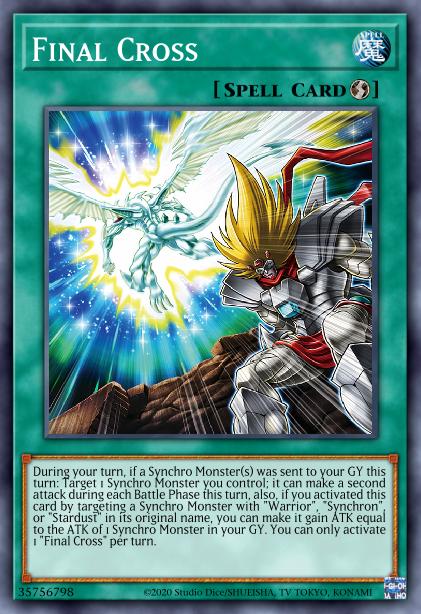 FINAL CROSS
SPELL
魔
[SPELL CARD]
During your turn, if a Synchro Monster(s) was sent to your GY this
turn: Target 1 Synchro Monster you control; it can make a second
attack during each Battle Phase this turn, also, if you activated this
card by targeting a Synchro Monster with "Warrior", "Synchron"
or "Stardust" in its original name, you can make it gain ATK equal
to the ATK of 1 Synchro Monster in your GY. You can only activate
1 "Final Cross" per turn.
35756798 ©2020 Studio Dice/SHUEISHA, TV TOKYO, KONAMI